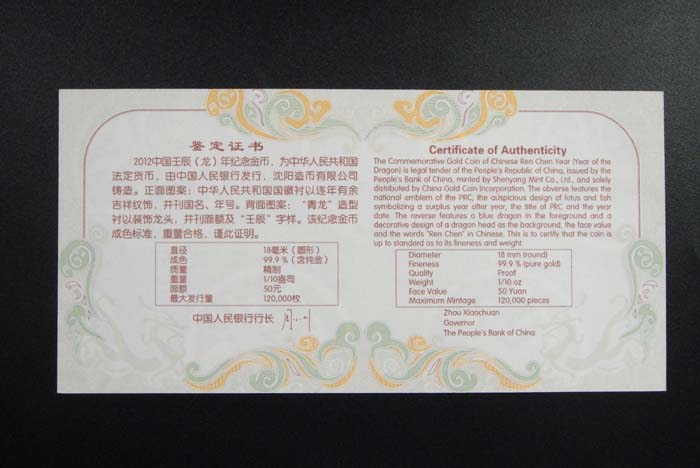 鉴定证书
2012中国壬辰（龙）年纪念金币，为中华人民共和国
法定货币，由中国人民银行发行，沈阳造币有限公司
铸造。正面图案：中华人民共和国国徽衬以连年有余
吉祥纹饰，并刊国名、年号。背面图案：“青龙”造型
衬以装饰龙头，并刊面额及“壬辰”字样。该纪念金币
成色标准，重量合格，谨此证明。
直径 18毫米（圆形）
成色 99.9％（含纯金）
质量 精制
重量 1/10盎司
面额 50元
最大发行量 120,000枚
中国人民银行行长
Certificate of Authenticity
The Commemorative Gold Coin of Chinese Ren Chen Year (Year of the
Dragon) is legal tender of the People's Republic of China, issued by the
People's Bank of China, minted by Shenyang Mint Co., Ltd., and solely
distributed by China Gold Coin Incorporation. The obverse features the
national emblem of the PRC, the auspicious design of lotus and fish
symbolizing a surplus year after year, the title of PRC and the year
date. The reverse features a blue dragon in the foreground and a
decorative design of a dragon head as the background, the face value
and the words "Ren Chen" in Chinese. This is to certify that the coin is
up to standard as to its fineness and weight.
Diameter 18 mm (round)
Fineness 99.9 % (pure gold)
Quality Proof
Weight 1/10 oz
Face Value 50 Yuan
Maximum Mintage 120,000 pieces
Zhou Xiaochuan
Governor
The People's Bank of China